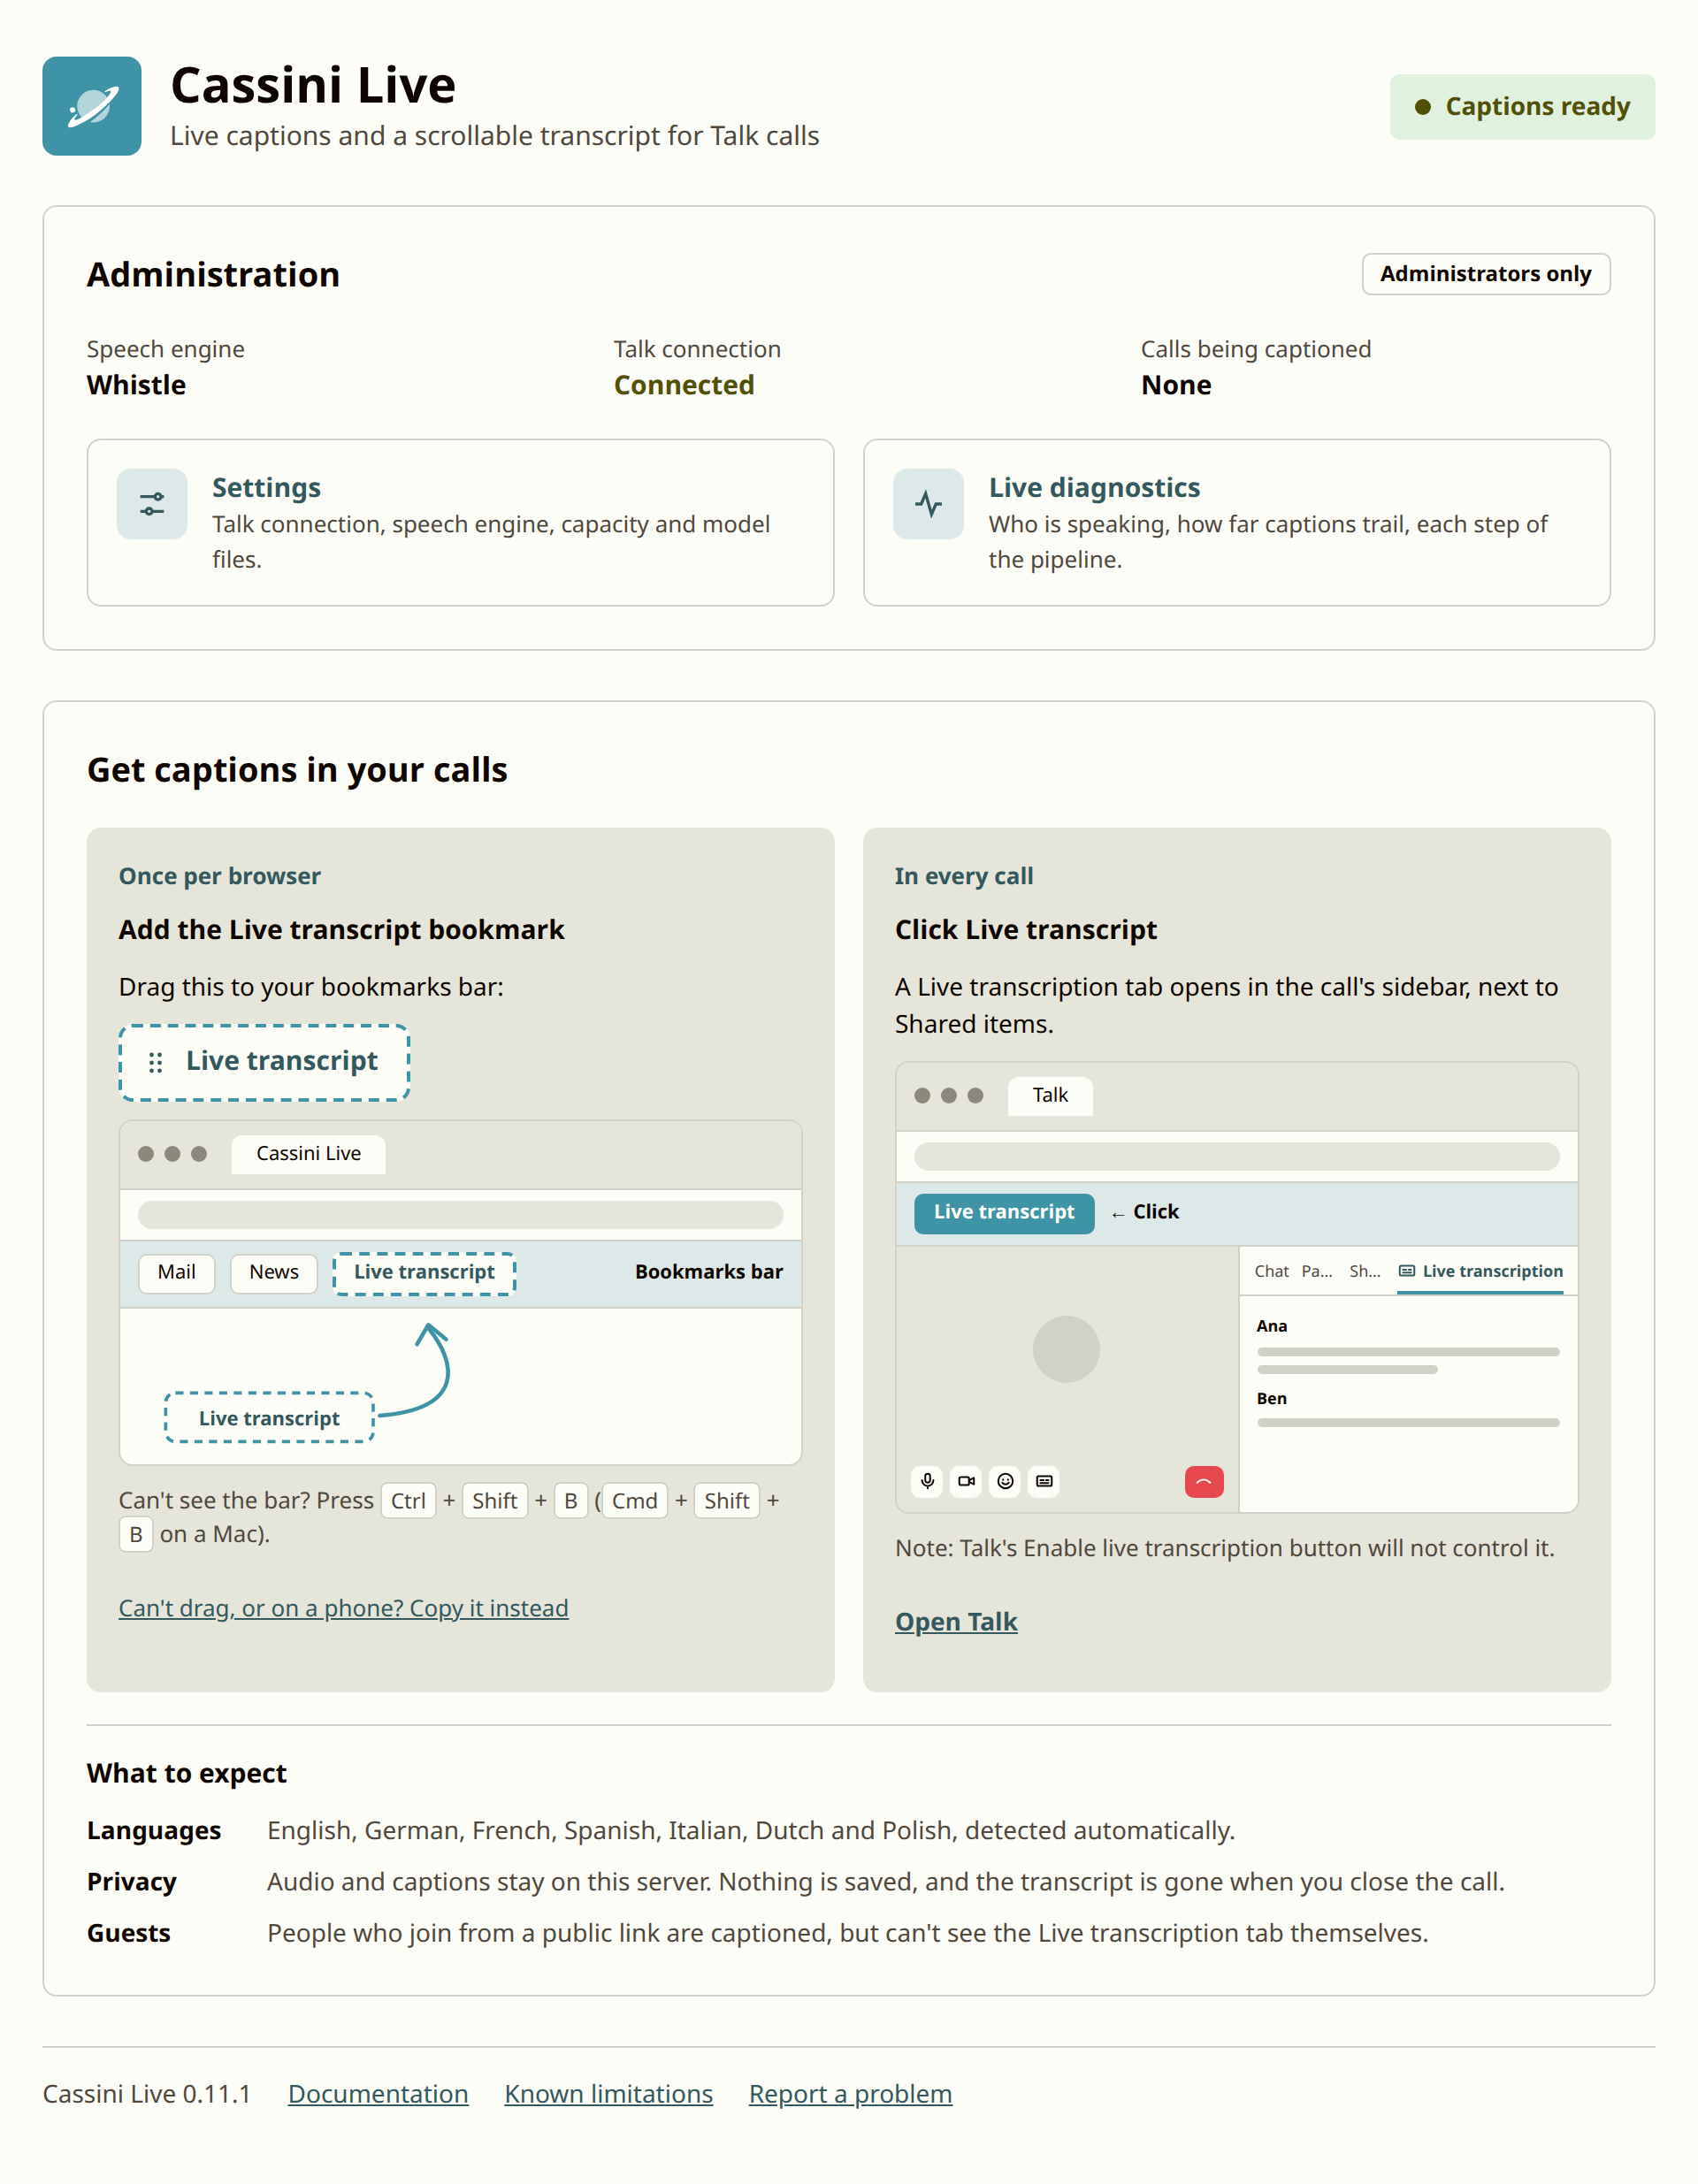 Cassini Live
Live captions and a scrollable transcript for Talk calls
Captions ready
Administration
Administrators only
Speech engine
Whistle
Talk connection
Connected
Calls being captioned
None
Settings
Talk connection, speech engine, capacity and model
files.
Live diagnostics
Who is speaking, how far captions trail, each step of
the pipeline.
Get captions in your calls
Once per browser
Add the Live transcript bookmark
Drag this to your bookmarks bar:
Live transcript
Cassini Live
Mail News Live transcript Bookmarks bar
Live transcript
Can't see the bar? Press Ctrl + Shift + B (Cmd + Shift +
B on a Mac).
Can't drag, or on a phone? Copy it instead
In every call
Click Live transcript
A Live transcription tab opens in the call's sidebar, next to
Shared items.
Talk
Live transcript ← Click
Chat Pa... Sh... Live transcription
Ana
Ben
Note: Talk's Enable live transcription button will not control it.
Open Talk
What to expect
Languages English, German, French, Spanish, Italian, Dutch and Polish, detected automatically.
Privacy Audio and captions stay on this server. Nothing is saved, and the transcript is gone when you close the call.
Guests People who join from a public link are captioned, but can't see the Live transcription tab themselves.
Cassini Live 0.11.1 Documentation Known limitations Report a problem